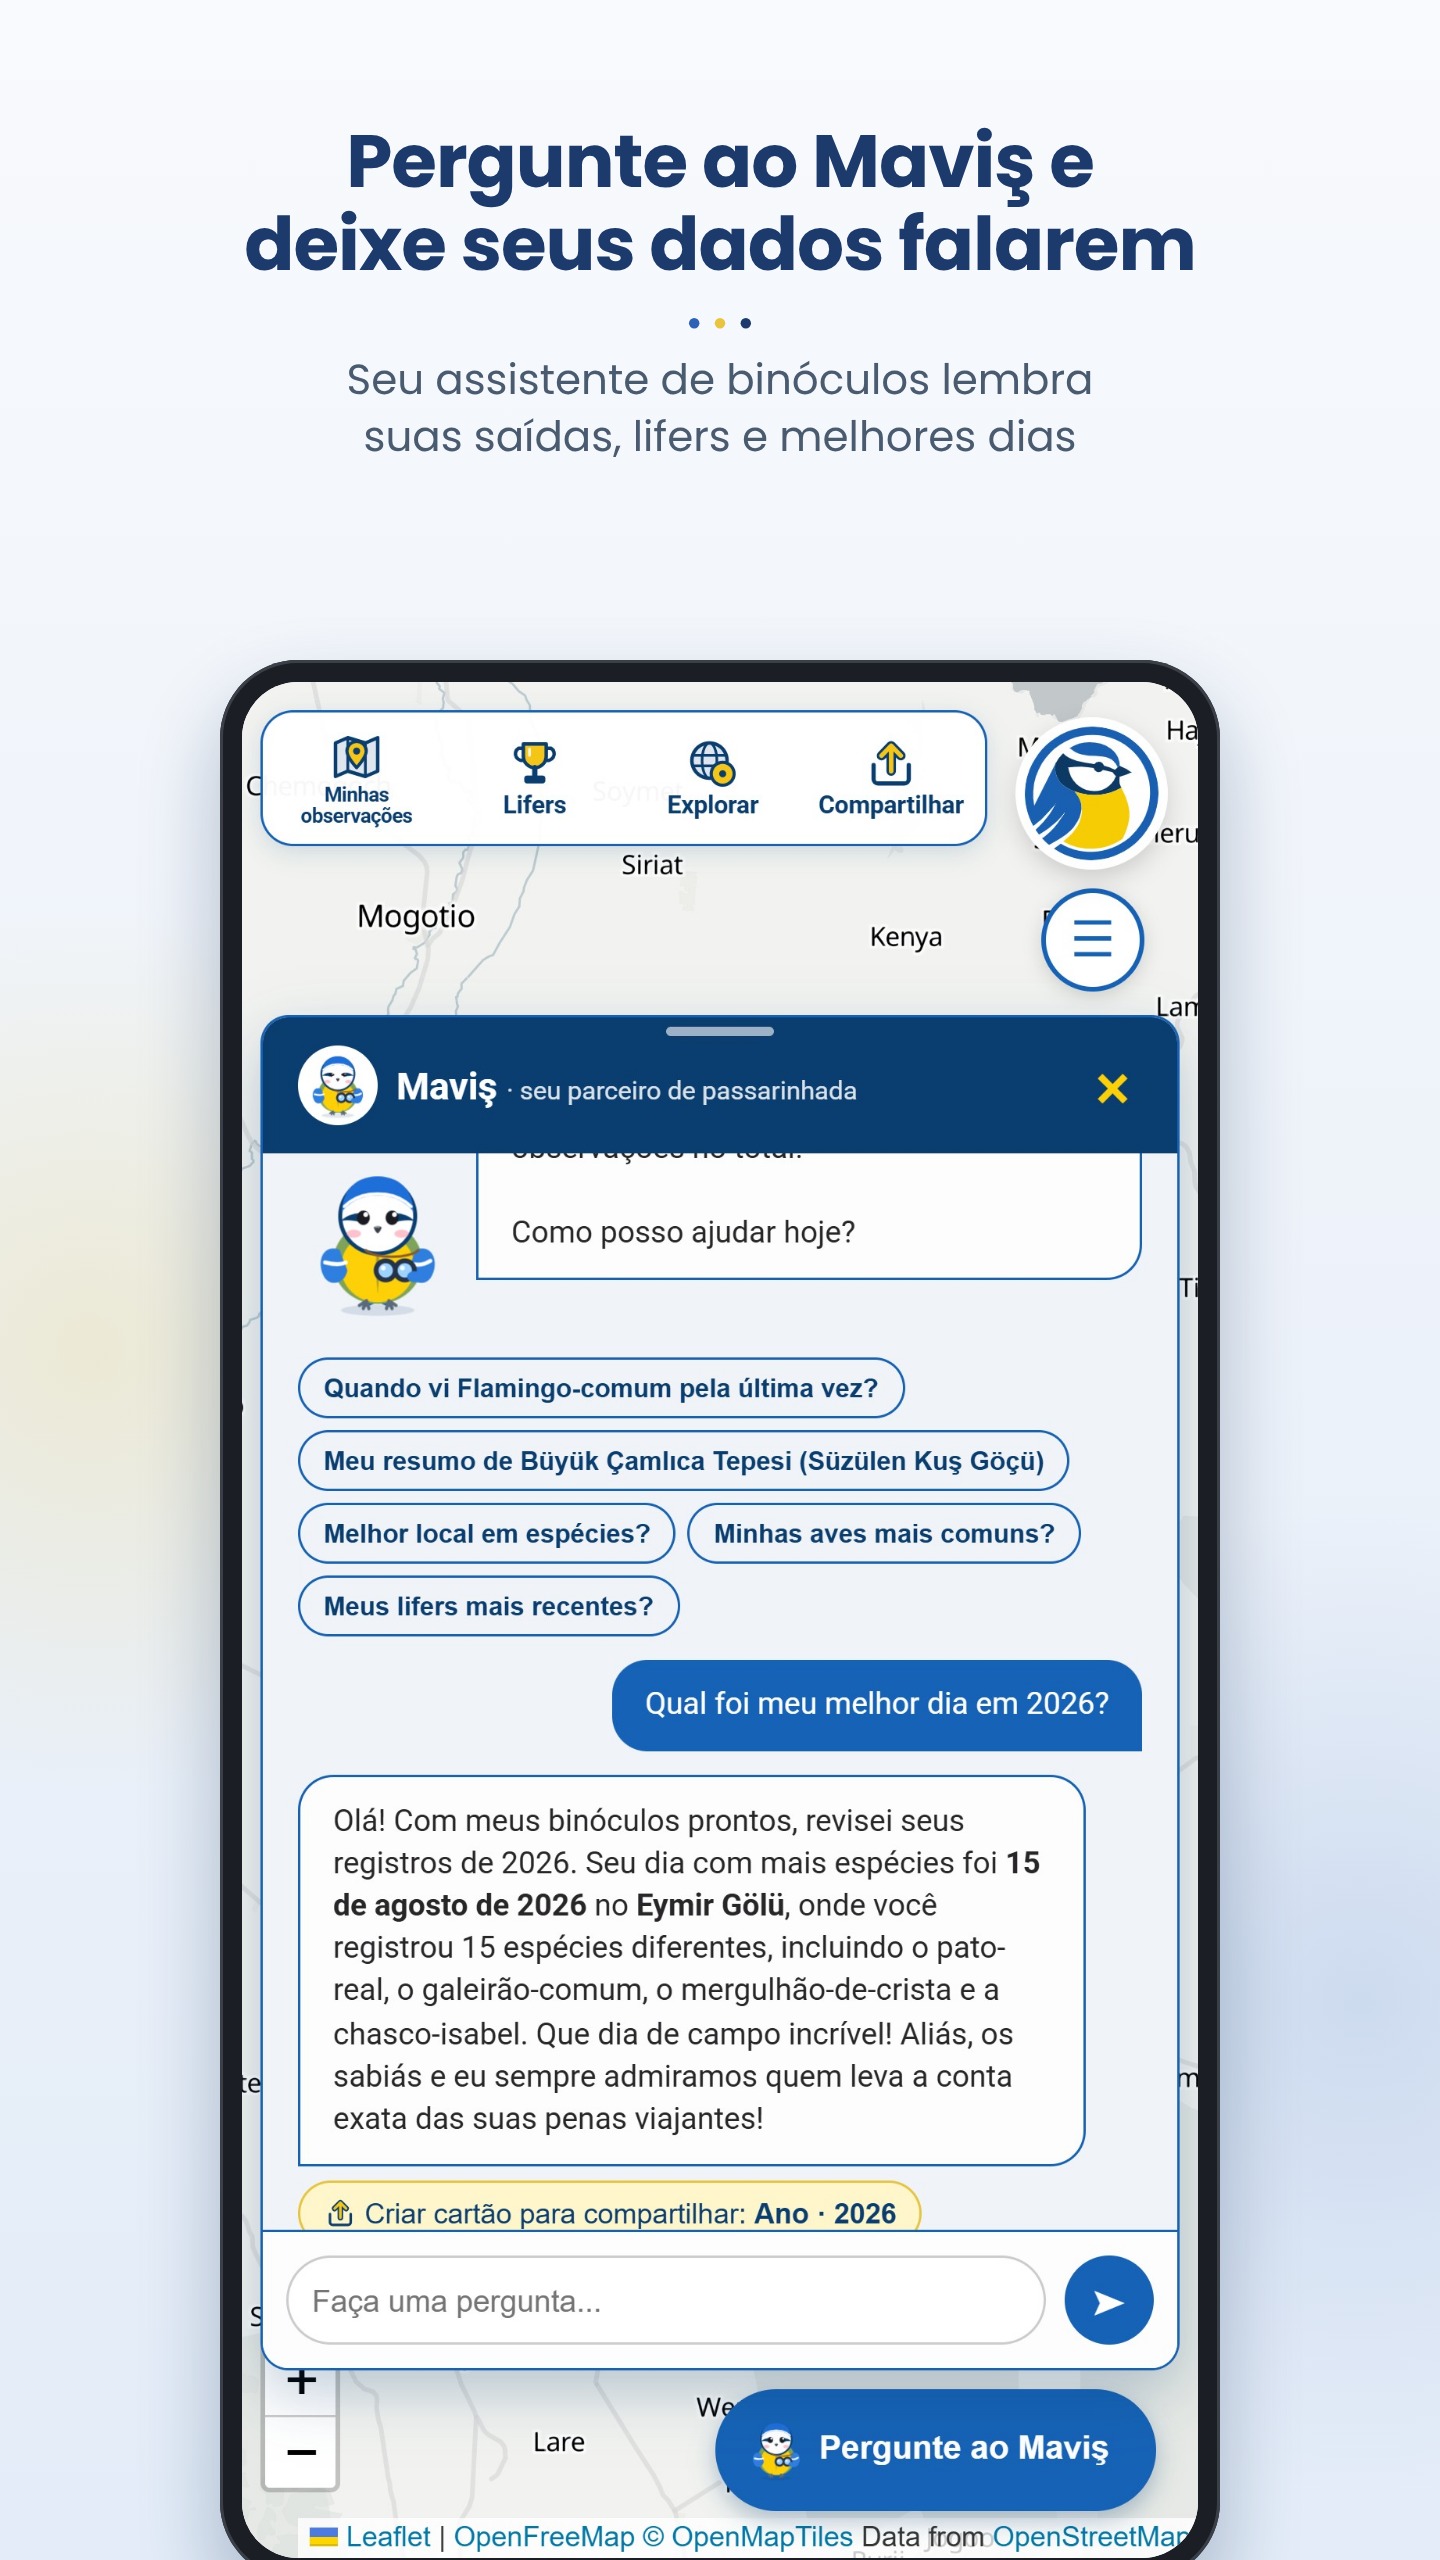 Pergunte ao Maviş e
deixe seus dados falarem
Seu assistente de binóculos lembra
suas saídas, lifers e melhores dias
Minhas
observações
Lifers
Explorar
Compartilhar
Siriat
Mogotio
Kenya
Maviş · seu parceiro de passarinhada
observações no total.
Como posso ajudar hoje?
Quando vi Flamingo-comum pela última vez?
Meu resumo de Büyük Çamlıca Tepesi (Süzülen Kuş Göçü)
Melhor local em espécies?
Minhas aves mais comuns?
Meus lifers mais recentes?
Qual foi meu melhor dia em 2026?
Olá! Com meus binóculos prontos, revisei seus
registros de 2026. Seu dia com mais espécies foi 15
de agosto de 2026 no Eymir Gölü, onde você
registrou 15 espécies diferentes, incluindo o pato-
real, o galeirão-comum, o mergulhão-de-crista e a
chasco-isabel. Que dia de campo incrível! Aliás, os
sabiás e eu sempre admiramos quem leva a conta
exata das suas penas viajantes!
Criar cartão para compartilhar: Ano · 2026
Faça uma pergunta...
+
−
Lare
Pergunte ao Maviş
Leaflet | OpenFreeMap © OpenMapTiles Data from OpenStreetMap